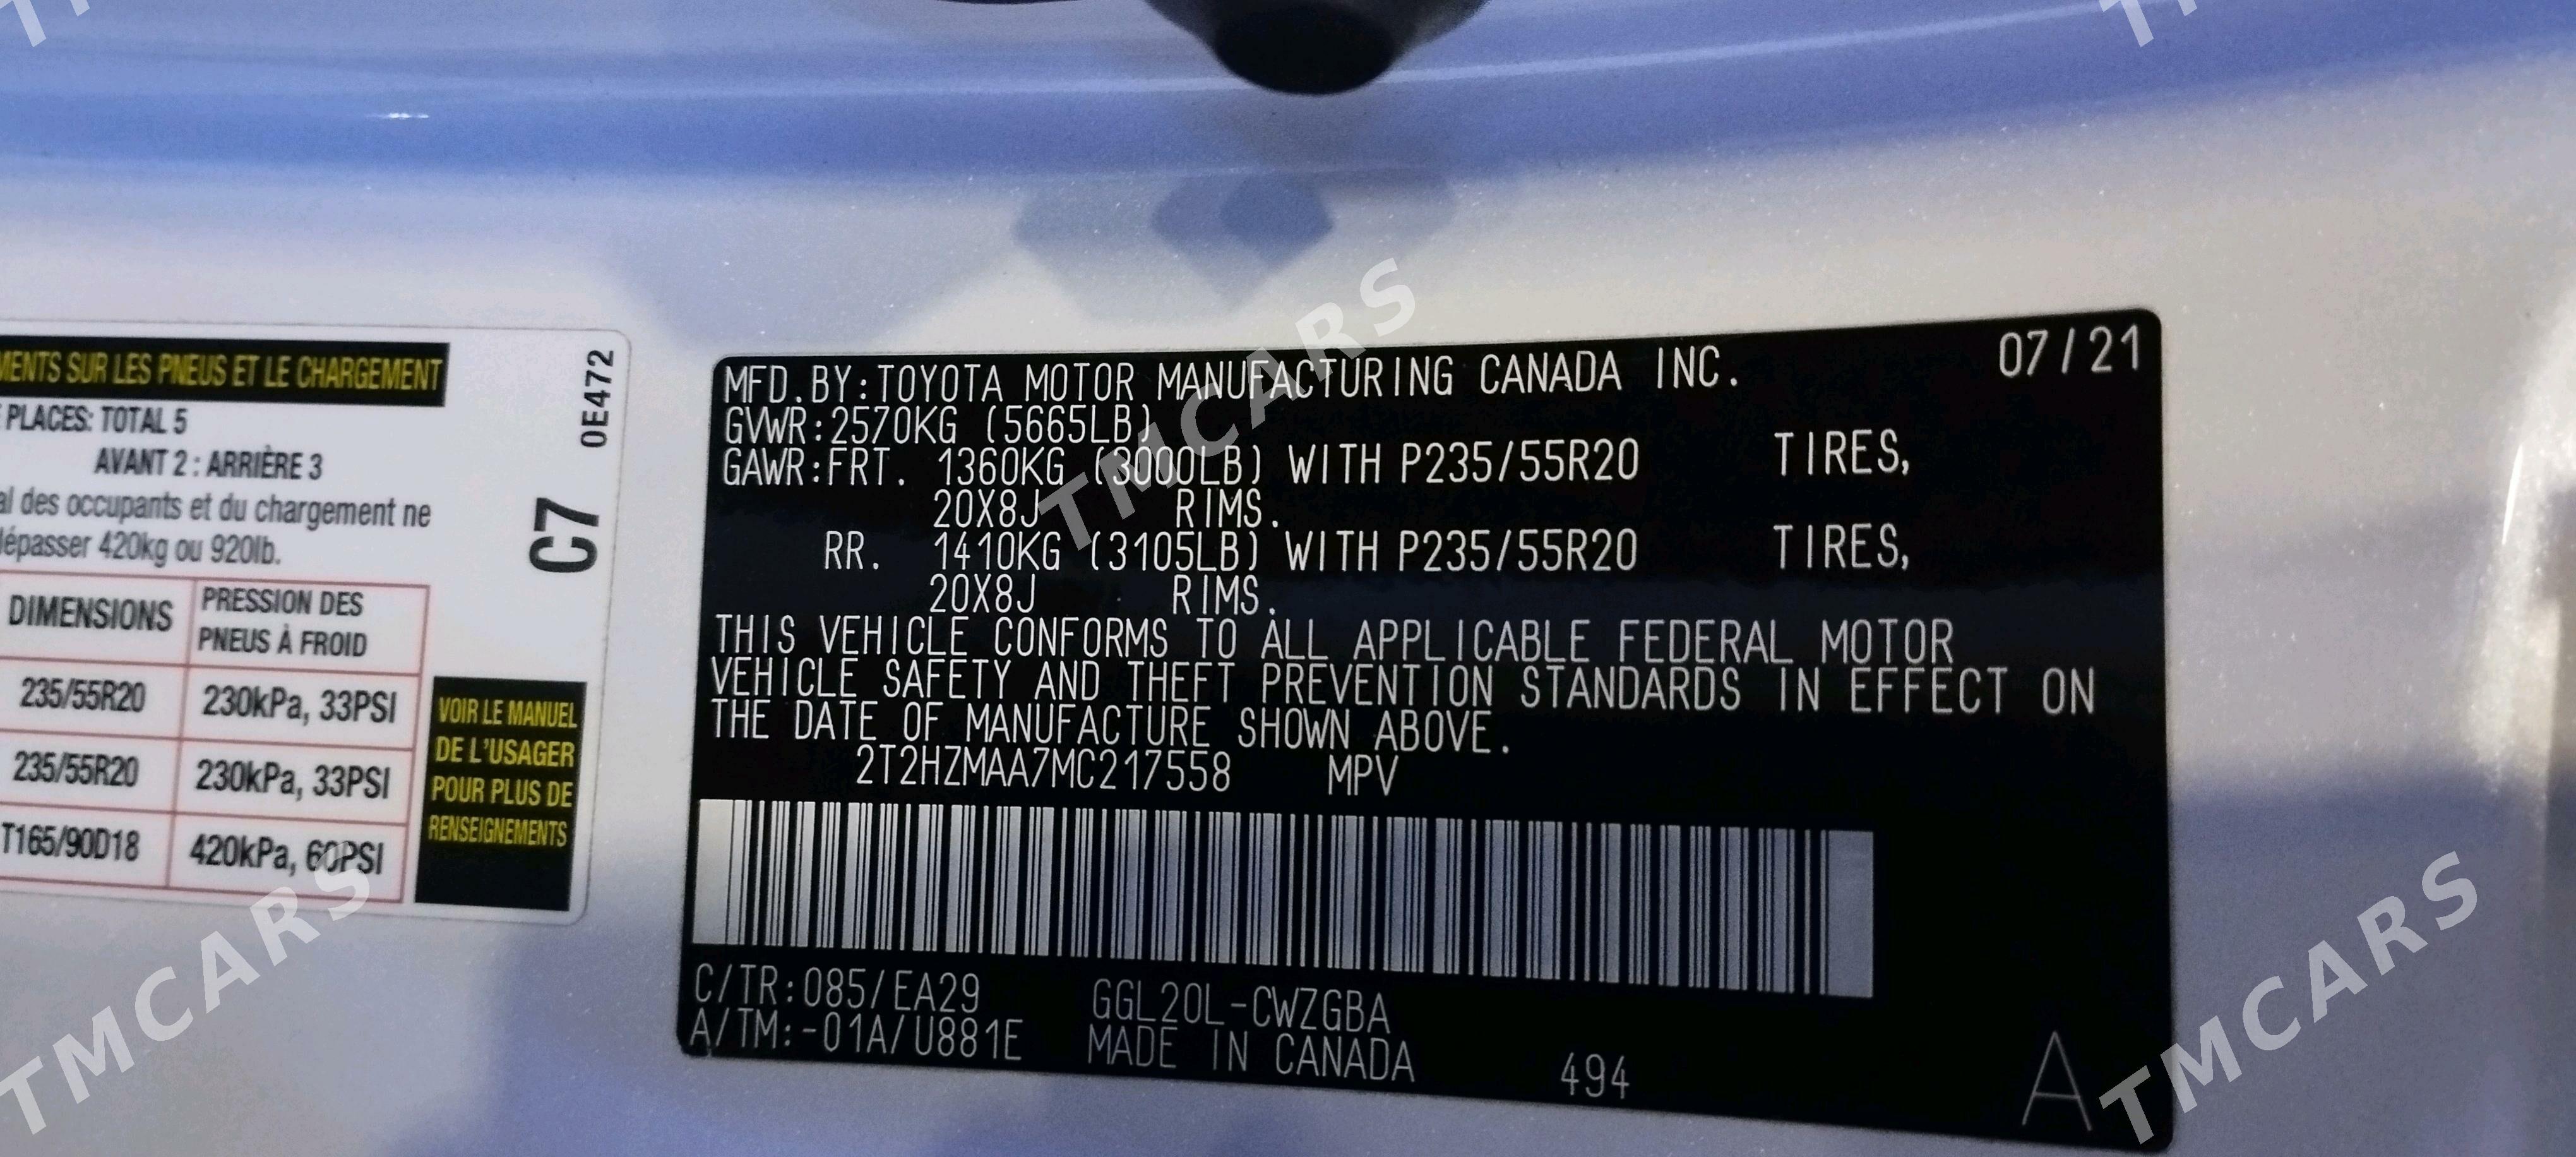 MENTS SUR LES PNEUS ET LE CHARGEMENT
PLACES: TOTAL 5
AVANT 2 : ARRIÈRE 3
al des occupants et du chargement ne
dépasser 420kg ou 920lb.
DIMENSIONS PRESSION DES PNEUS À FROID
235/55R20 230kPa, 33PSI
235/55R20 230kPa, 33PSI
T165/90D18 420kPa, 60PSI
0E472
C7
VOIR LE MANUEL
DE L'USAGER
POUR PLUS DE
RENSEIGNEMENTS
MFD.BY:TOYOTA MOTOR MANUFACTURING CANADA INC. 07/21
GVWR:2570KG (5665LB)
GAWR:FRT. 1360KG (3000LB) WITH P235/55R20 TIRES,
20X8J RIMS.
RR. 1410KG (3105LB) WITH P235/55R20 TIRES,
20X8J RIMS.
THIS VEHICLE CONFORMS TO ALL APPLICABLE FEDERAL MOTOR
VEHICLE SAFETY AND THEFT PREVENTION STANDARDS IN EFFECT ON
THE DATE OF MANUFACTURE SHOWN ABOVE.
2T2HZMAA7MC217558 MPV
C/TR:085/EA29 GGL20L-CWZGBA
A/TM:-01A/U881E MADE IN CANADA 494
A
TMCARS
TMCARS
TMCARS